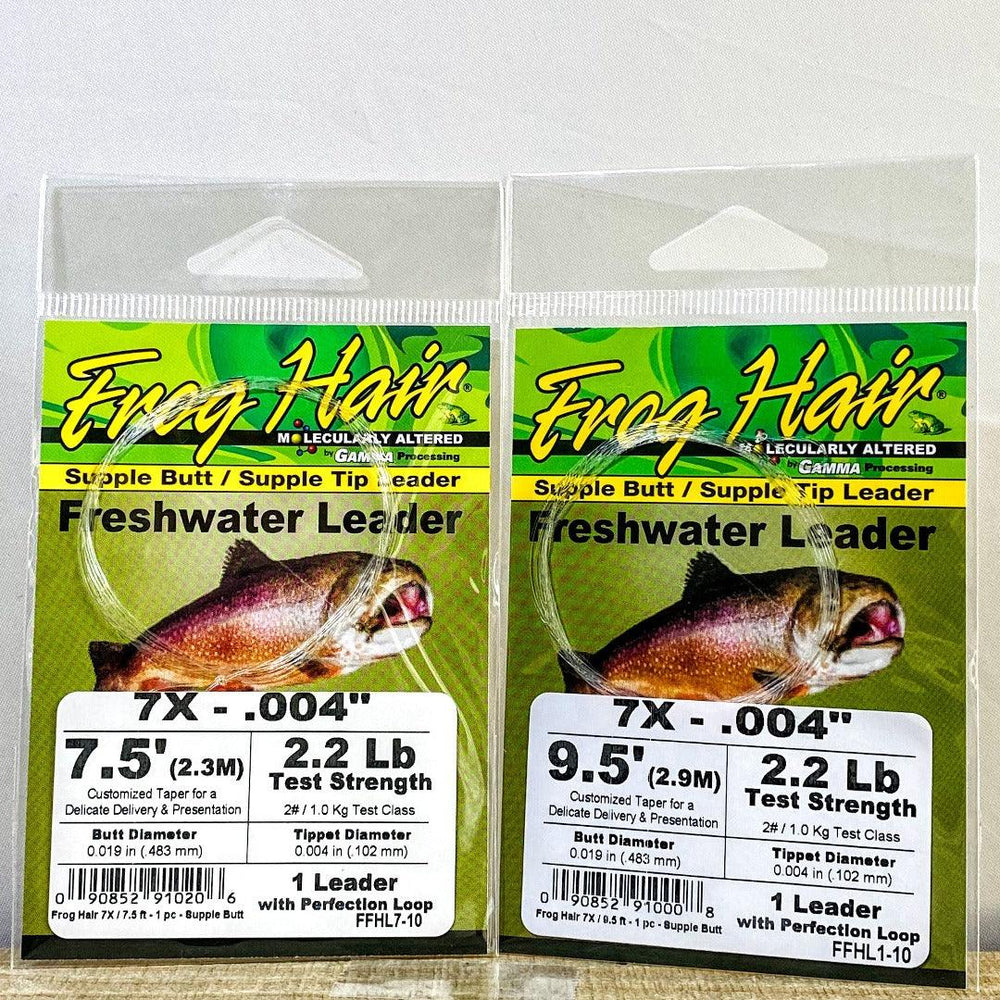 Frog Hair®
MOLECULARLY ALTERED
by GAMMA Processing
Supple Butt / Supple Tip Leader
Freshwater Leader
7X - .004"
7.5' (2.3M)
Customized Taper for a
Delicate Delivery & Presentation
2.2 Lb
Test Strength
2# / 1.0 Kg Test Class
Butt Diameter
0.019 in (.483 mm)
Tippet Diameter
0.004 in (.102 mm)
0 90852 91020 6
Frog Hair 7X / 7.5 ft - 1 pc - Supple Butt
1 Leader
with Perfection Loop
FFHL7-10
Frog Hair®
MOLECULARLY ALTERED
by GAMMA Processing
Supple Butt / Supple Tip Leader
Freshwater Leader
7X - .004"
9.5' (2.9M)
Customized Taper for a
Delicate Delivery & Presentation
2.2 Lb
Test Strength
2# / 1.0 Kg Test Class
Butt Diameter
0.019 in (.483 mm)
Tippet Diameter
0.004 in (.102 mm)
0 90852 91000 8
Frog Hair 7X / 9.5 ft - 1 pc - Supple Butt
1 Leader
with Perfection Loop
FFHL1-10